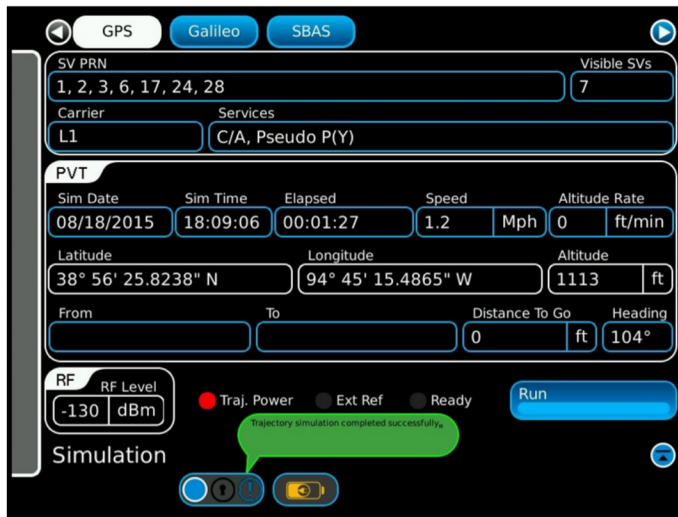 GPS Galileo SBAS
SV PRN Visible SVs
1, 2, 3, 6, 17, 24, 28 7
Carrier Services
L1 C/A, Pseudo P(Y)
PVT
Sim Date Sim Time Elapsed Speed Altitude Rate
08/18/2015 18:09:06 00:01:27 1.2 Mph 0 ft/min
Latitude Longitude Altitude
38° 56' 25.8238" N 94° 45' 15.4865" W 1113 ft
From To Distance To Go Heading
0 ft 104°
RF RF Level
-130 dBm Traj. Power Ext Ref Ready Run
Trajectory simulation completed successfully.
Simulation